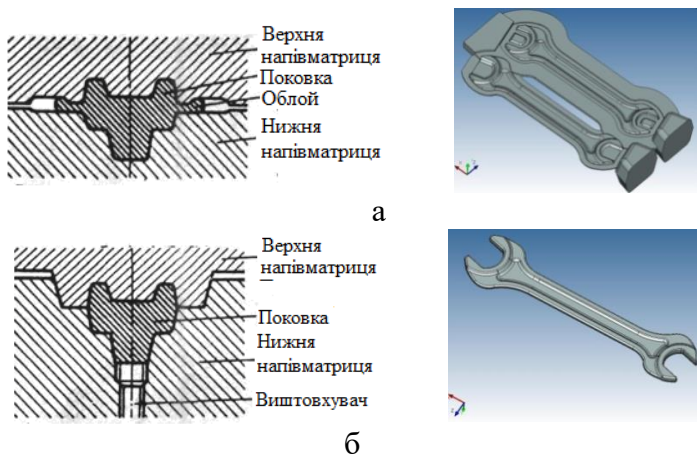 Верхня
напівматриця
Поковка
Облой
Нижня
напівматриця
а
Верхня
напівматриця
Поковка
Нижня
напівматриця
Виштовхувач
б